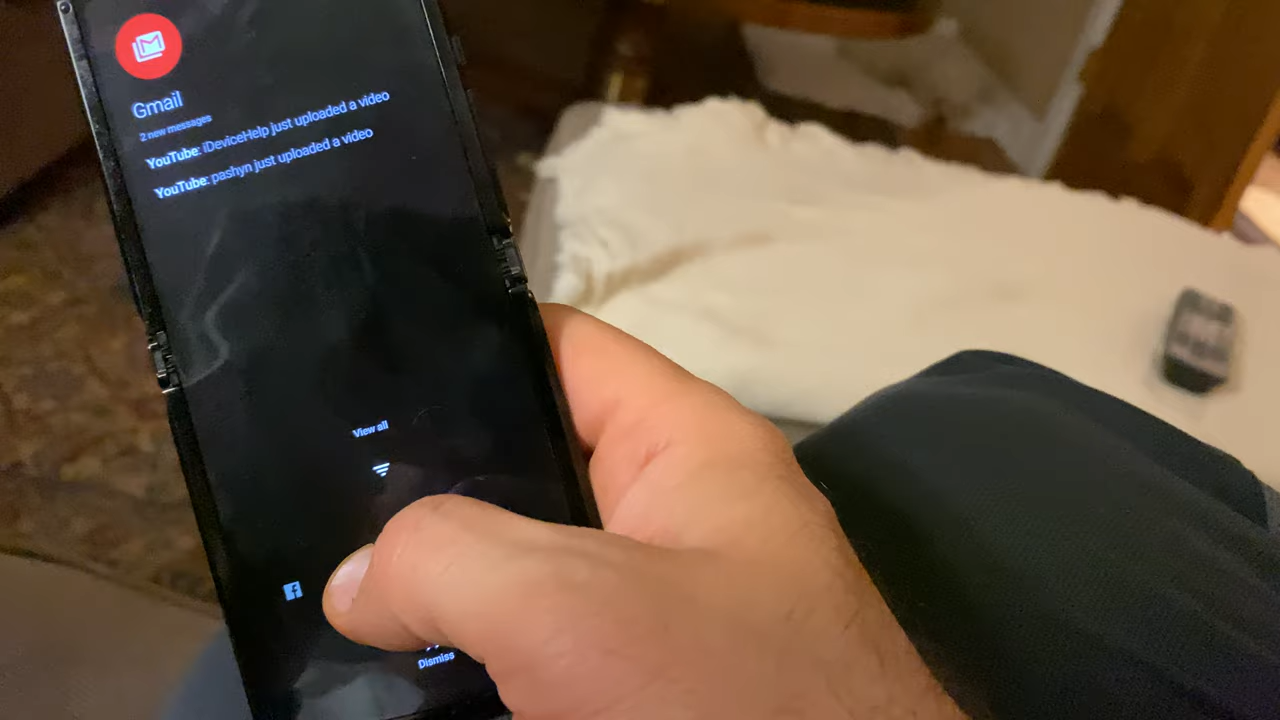 Gmail
2 new messages
YouTube: iDeviceHelp just uploaded a video
YouTube: pashyn just uploaded a video
View all
Dismiss